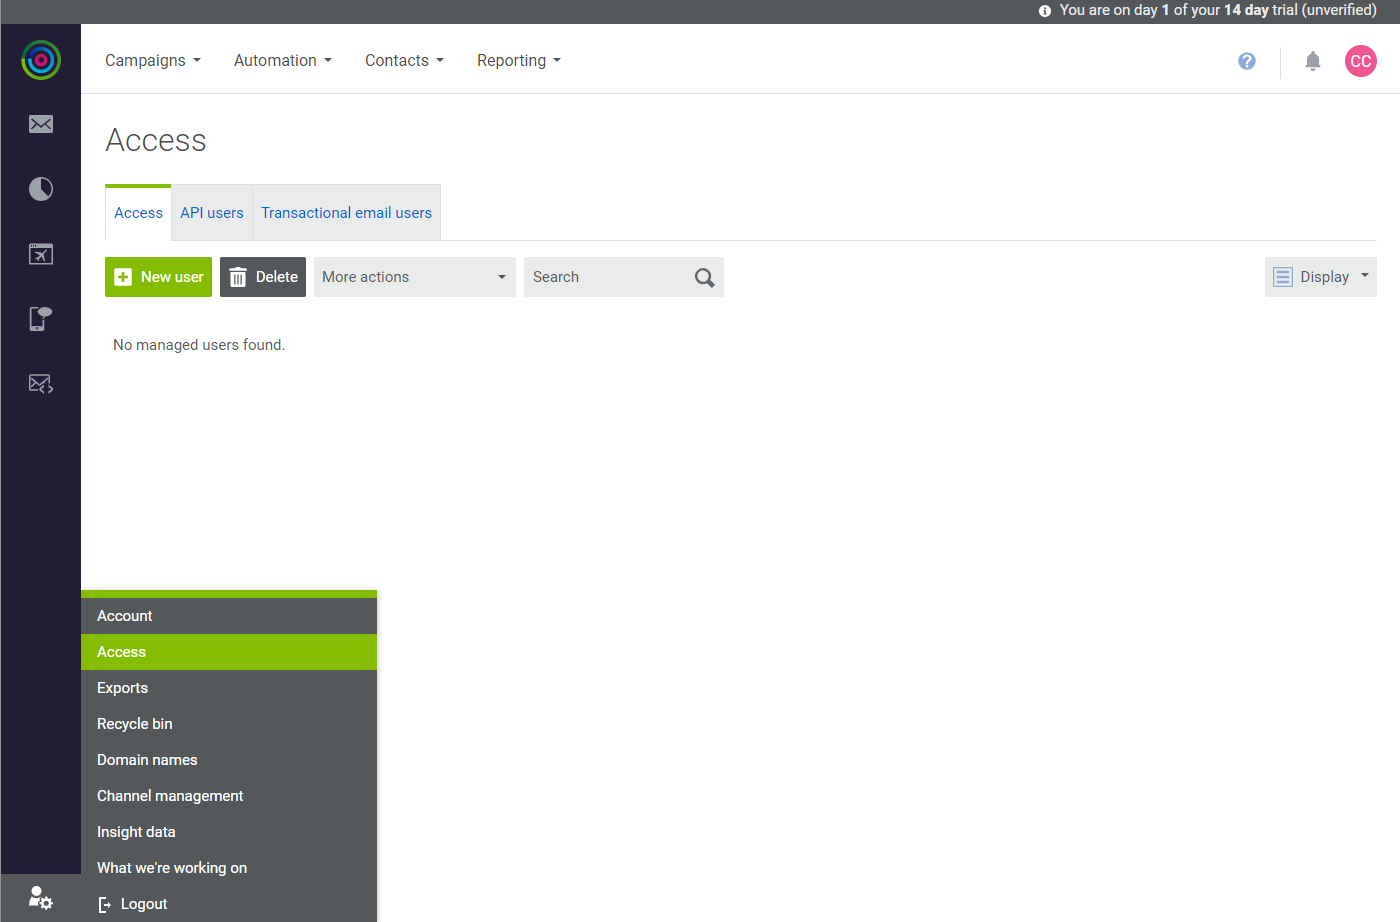 You are on day 1 of your 14 day trial (unverified)
Campaigns Automation Contacts Reporting
? CC
Access
Access API users Transactional email users
New user Delete More actions Search Display
No managed users found.
Account
Access
Exports
Recycle bin
Domain names
Channel management
Insight data
What we're working on
Logout